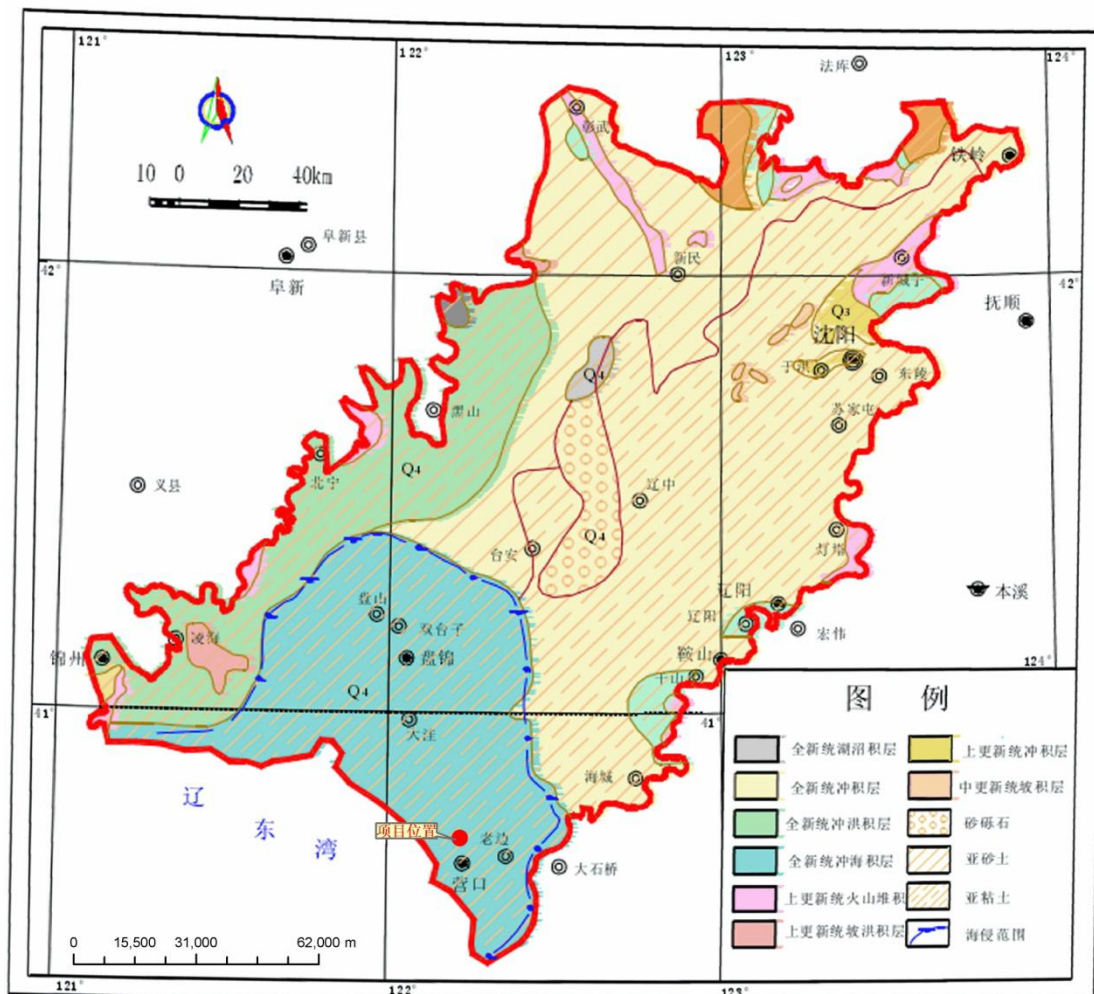 121°
122°
123°
124°
法库
彰武
铁岭
10 0 20 40km
阜新县
阜新
42°
新民
42°
新城子
抚顺
Q3
沈阳
于洪
东陵
Q4
苏家屯
黑山
Q4
北宁
义县
辽中
Q4
台安
灯塔
辽阳
本溪
盘山
双台子
辽阳
宏伟
凌海
锦州
盘锦
鞍山
千山
124°
Q4
41°
41°
大洼
海城
辽东湾
项目位置
老边
营口
大石桥
图 例
全新统湖沼积层
上更新统冲积层
全新统冲积层
中更新统坡积层
全新统冲洪积层
砂砾石
全新统冲海积层
亚砂土
上更新统火山堆积
亚粘土
上更新统坡洪积层
海侵范围
0 15,500 31,000 62,000 m
121°
122°
123°